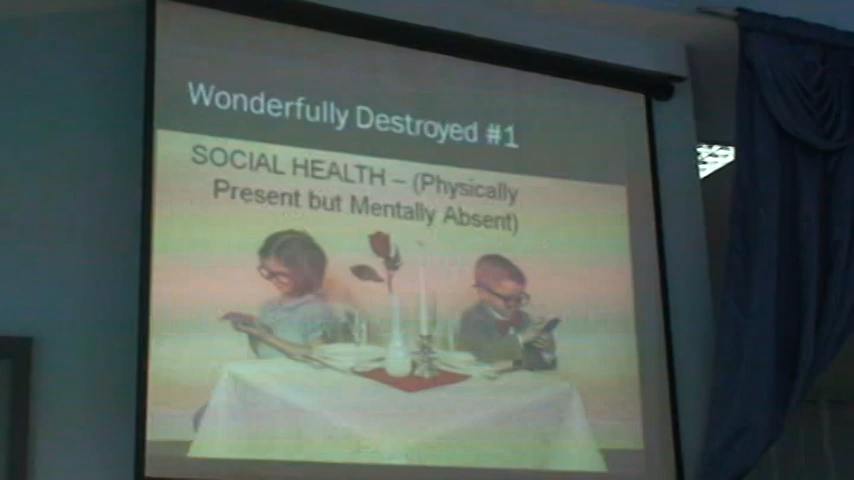 Wonderfully Destroyed #1
SOCIAL HEALTH – (Physically
Present but Mentally Absent)